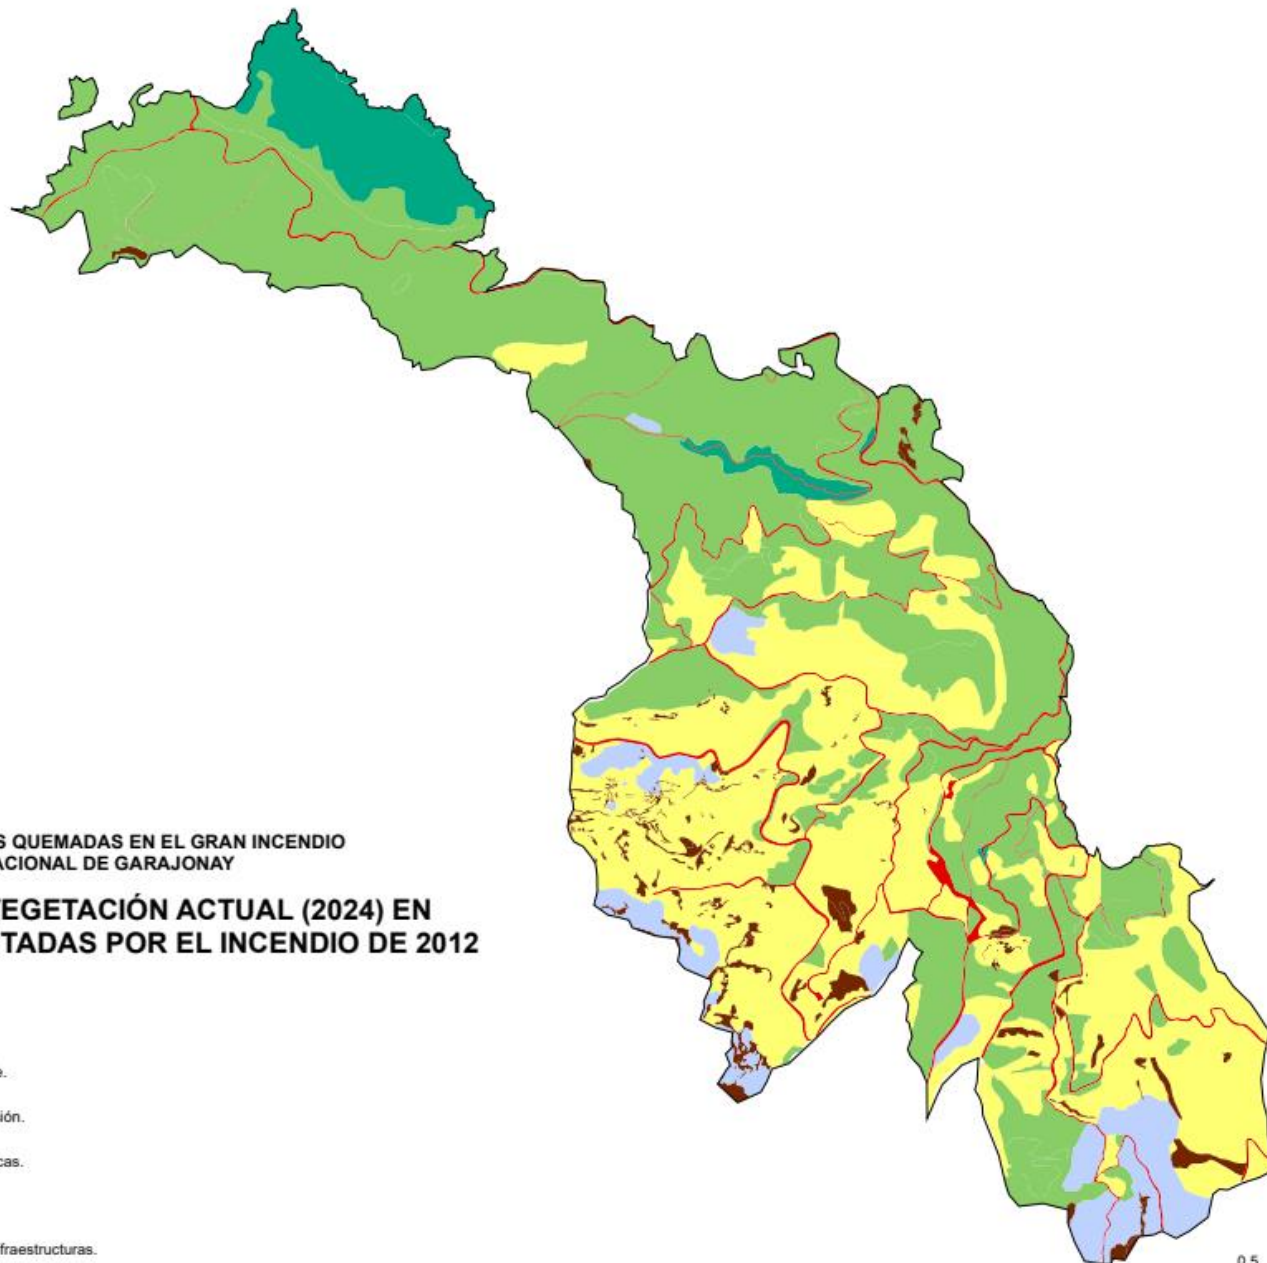 S QUEMADAS EN EL GRAN INCENDIO
ACIONAL DE GARAJONAY
EGETACIÓN ACTUAL (2024) EN
TADAS POR EL INCENDIO DE 2012
e.
ión.
cas.
fraestructuras.
0,5